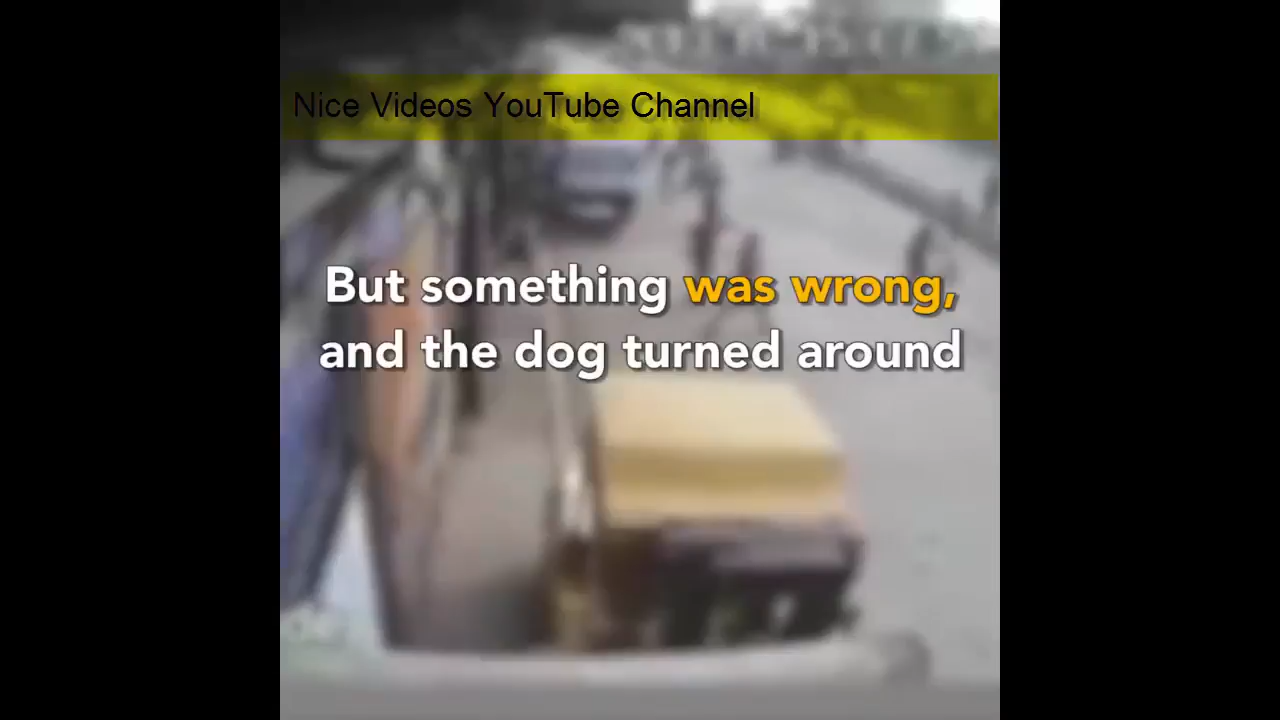 Nice Videos YouTube Channel
But something was wrong,
and the dog turned around